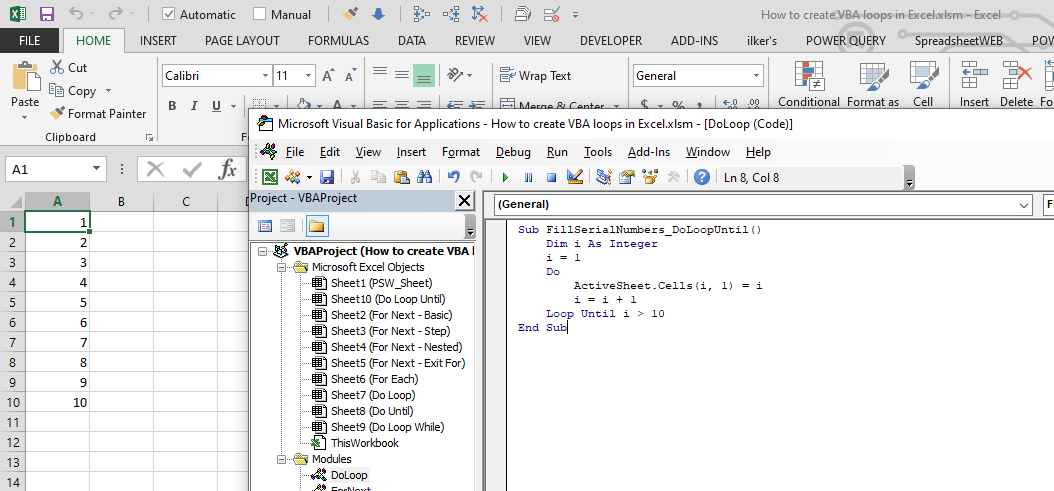 Automatic Manual How to create VBA loops in Excel.xlsm - Excel
FILE HOME INSERT PAGE LAYOUT FORMULAS DATA REVIEW VIEW DEVELOPER ADD-INS ilker's POWER QUERY SpreadsheetWEB POW
Cut
Copy
Format Painter
Paste
Clipboard
Calibri 11
B I U
Wrap Text
Merge & Center
General
$ % ,
Conditional Format as Cell Insert Delete Fo
Microsoft Visual Basic for Applications - How to create VBA loops in Excel.xlsm - [DoLoop (Code)]
File Edit View Insert Format Debug Run Tools Add-Ins Window Help
Ln 8, Col 8
A1 fx
A B C
1 1
2 2
3 3
4 4
5 5
6 6
7 7
8 8
9 9
10 10
11
12
13
14
Project - VBAProject
VBAProject (How to create VBA l
Microsoft Excel Objects
Sheet1 (PSW_Sheet)
Sheet10 (Do Loop Until)
Sheet2 (For Next - Basic)
Sheet3 (For Next - Step)
Sheet4 (For Next - Nested)
Sheet5 (For Next - Exit For)
Sheet6 (For Each)
Sheet7 (Do Loop)
Sheet8 (Do Until)
Sheet9 (Do Loop While)
ThisWorkbook
Modules
DoLoop
ForNext
(General)
Sub FillSerialNumbers_DoLoopUntil()
Dim i As Integer
i = 1
Do
ActiveSheet.Cells(i, 1) = i
i = i + 1
Loop Until i > 10
End Sub